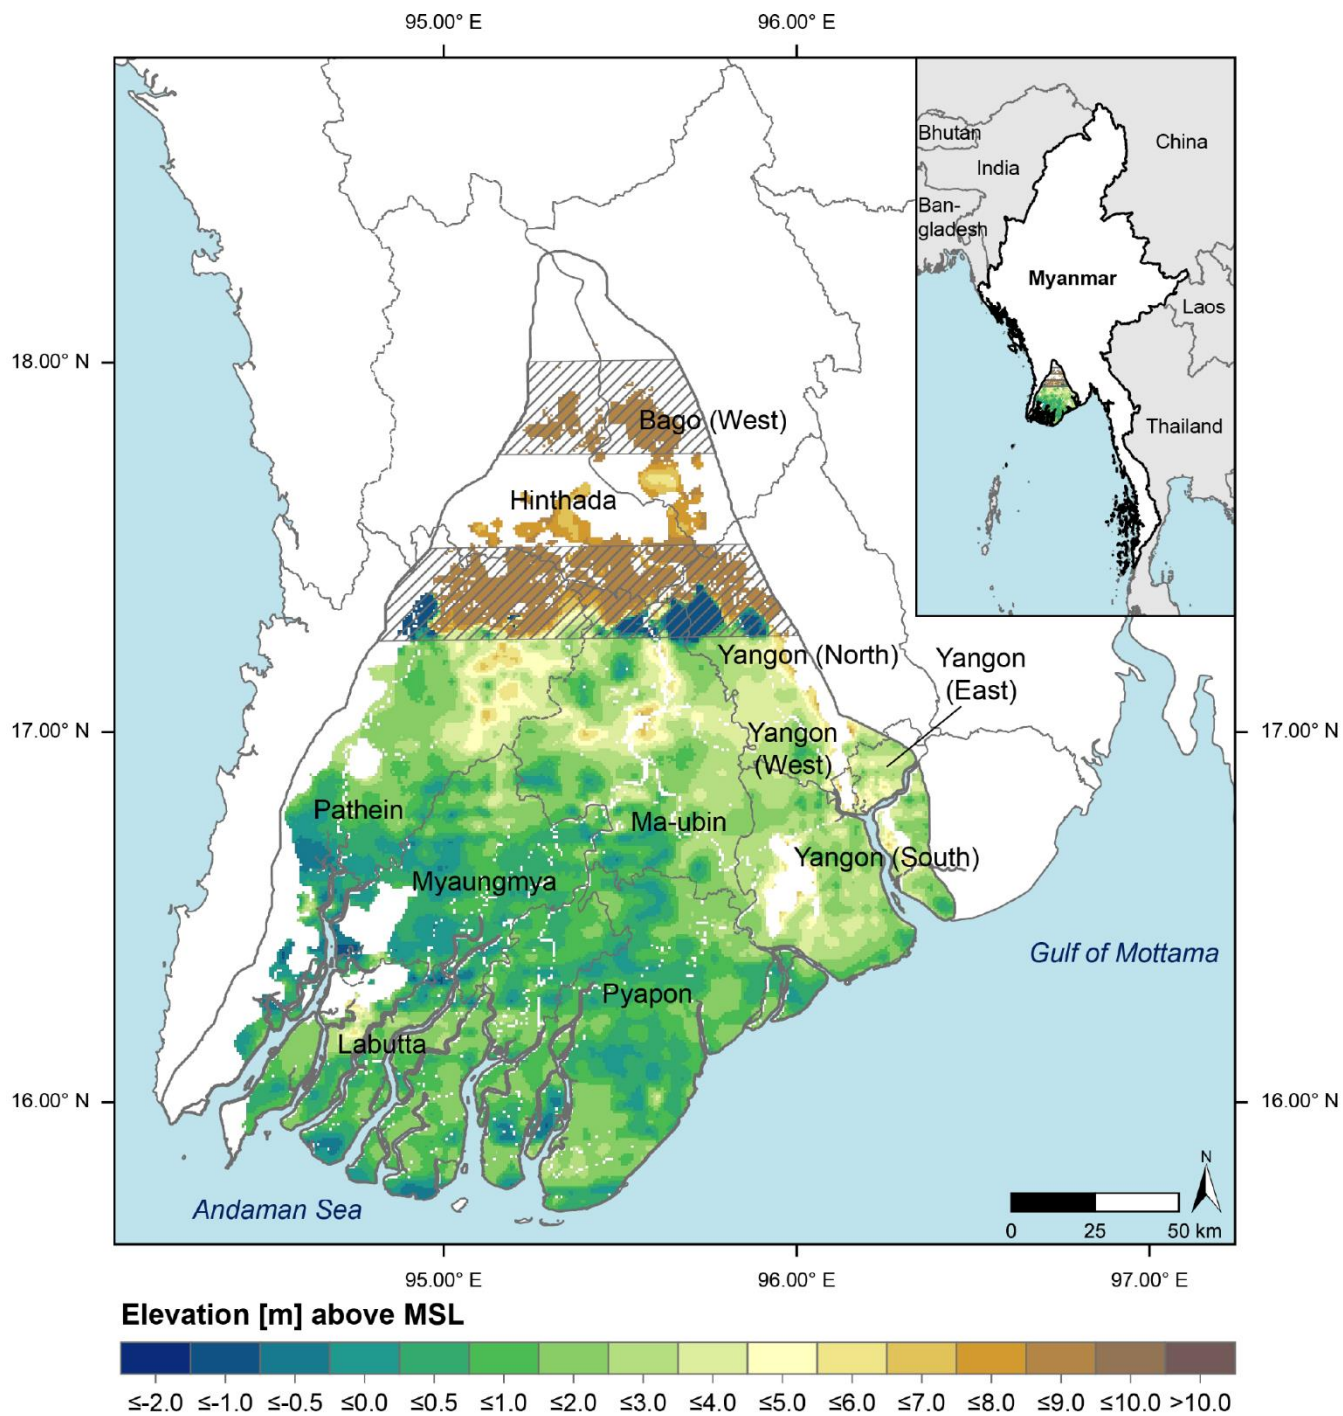 95.00° E
96.00° E
Bhutan
India
China
Ban-
gladesh
Myanmar
Laos
Thailand
18.00° N
Bago (West)
Hinthada
Yangon (North)
Yangon
(East)
17.00° N
17.00° N
Yangon
(West)
Pathein
Ma-ubin
Yangon (South)
Myaungmya
Gulf of Mottama
Pyapon
Labutta
16.00° N
16.00° N
Andaman Sea
N
0 25 50 km
95.00° E
96.00° E
97.00° E
Elevation [m] above MSL
≤-2.0 ≤-1.0 ≤-0.5 ≤0.0 ≤0.5 ≤1.0 ≤2.0 ≤3.0 ≤4.0 ≤5.0 ≤6.0 ≤7.0 ≤8.0 ≤9.0 ≤10.0 >10.0